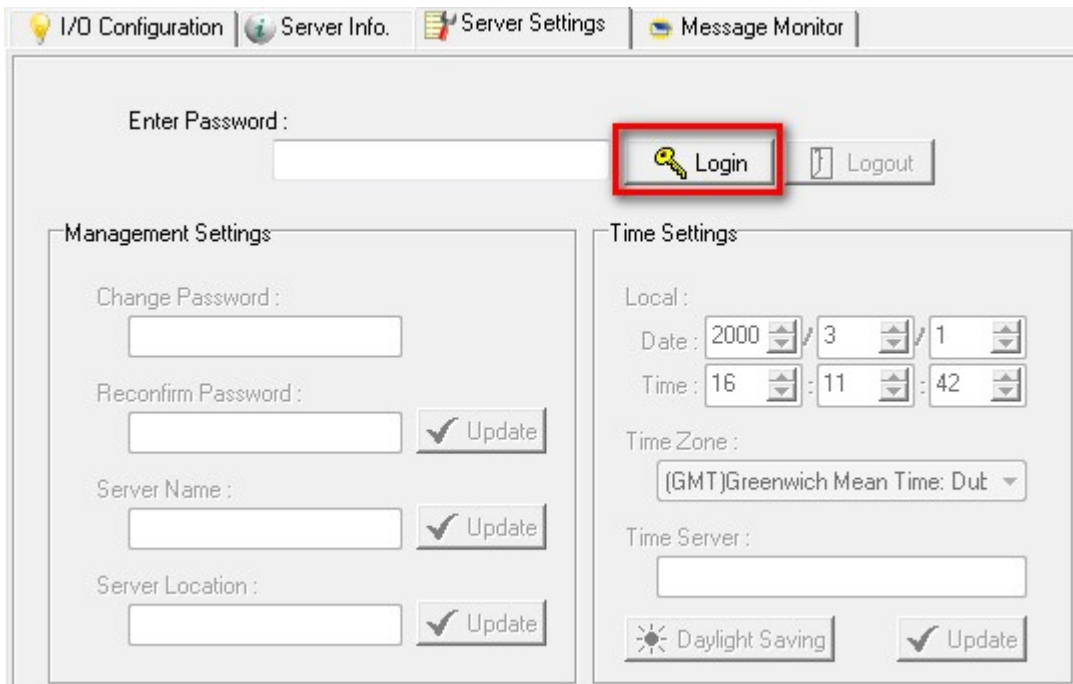 I/O Configuration Server Info. Server Settings Message Monitor
Enter Password :
Login Logout
Management Settings
Change Password :
Reconfirm Password :
Update
Server Name :
Update
Server Location :
Update
Time Settings
Local :
Date : 2000 / 3 / 1
Time : 16 : 11 : 42
Time Zone :
(GMT)Greenwich Mean Time: Dub
Time Server :
Daylight Saving Update